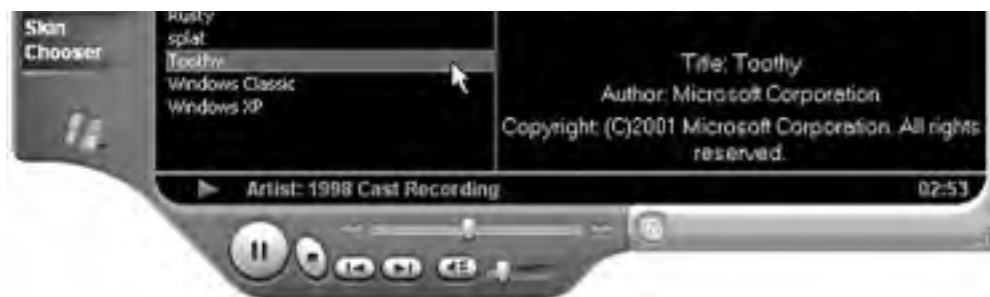 Skin
Chooser
Rusty
splat
Toothy
Windows Classic
Windows XP
Title: Toothy
Author: Microsoft Corporation
Copyright: (C)2001 Microsoft Corporation. All rights
reserved.
Artist: 1998 Cast Recording
02:53